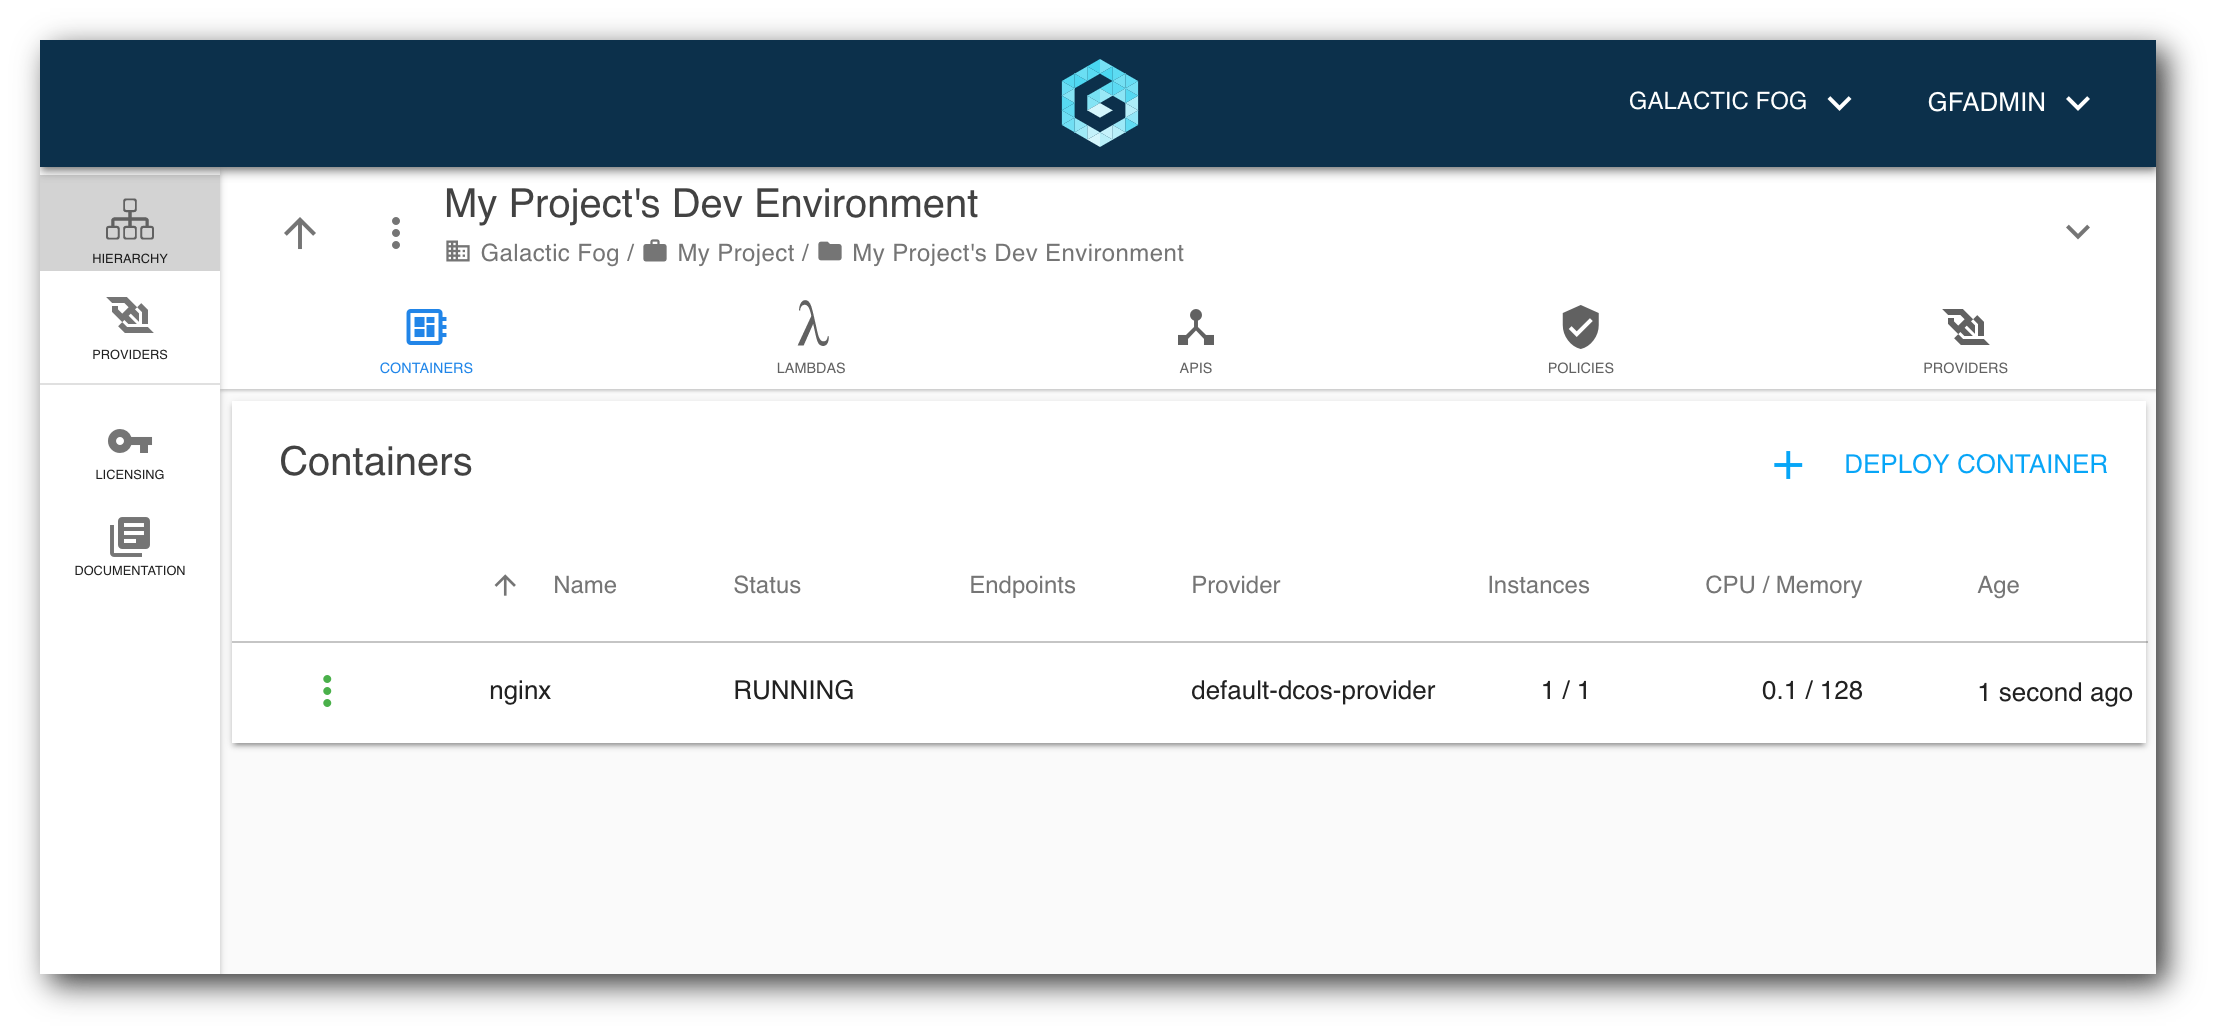 GALACTIC FOG GFADMIN
My Project's Dev Environment
Galactic Fog / My Project / My Project's Dev Environment
HIERARCHY
PROVIDERS
LICENSING
DOCUMENTATION
CONTAINERS LAMBDAS APIS POLICIES PROVIDERS
Containers
DEPLOY CONTAINER
Name Status Endpoints Provider Instances CPU / Memory Age
nginx RUNNING default-dcos-provider 1 / 1 0.1 / 128 1 second ago